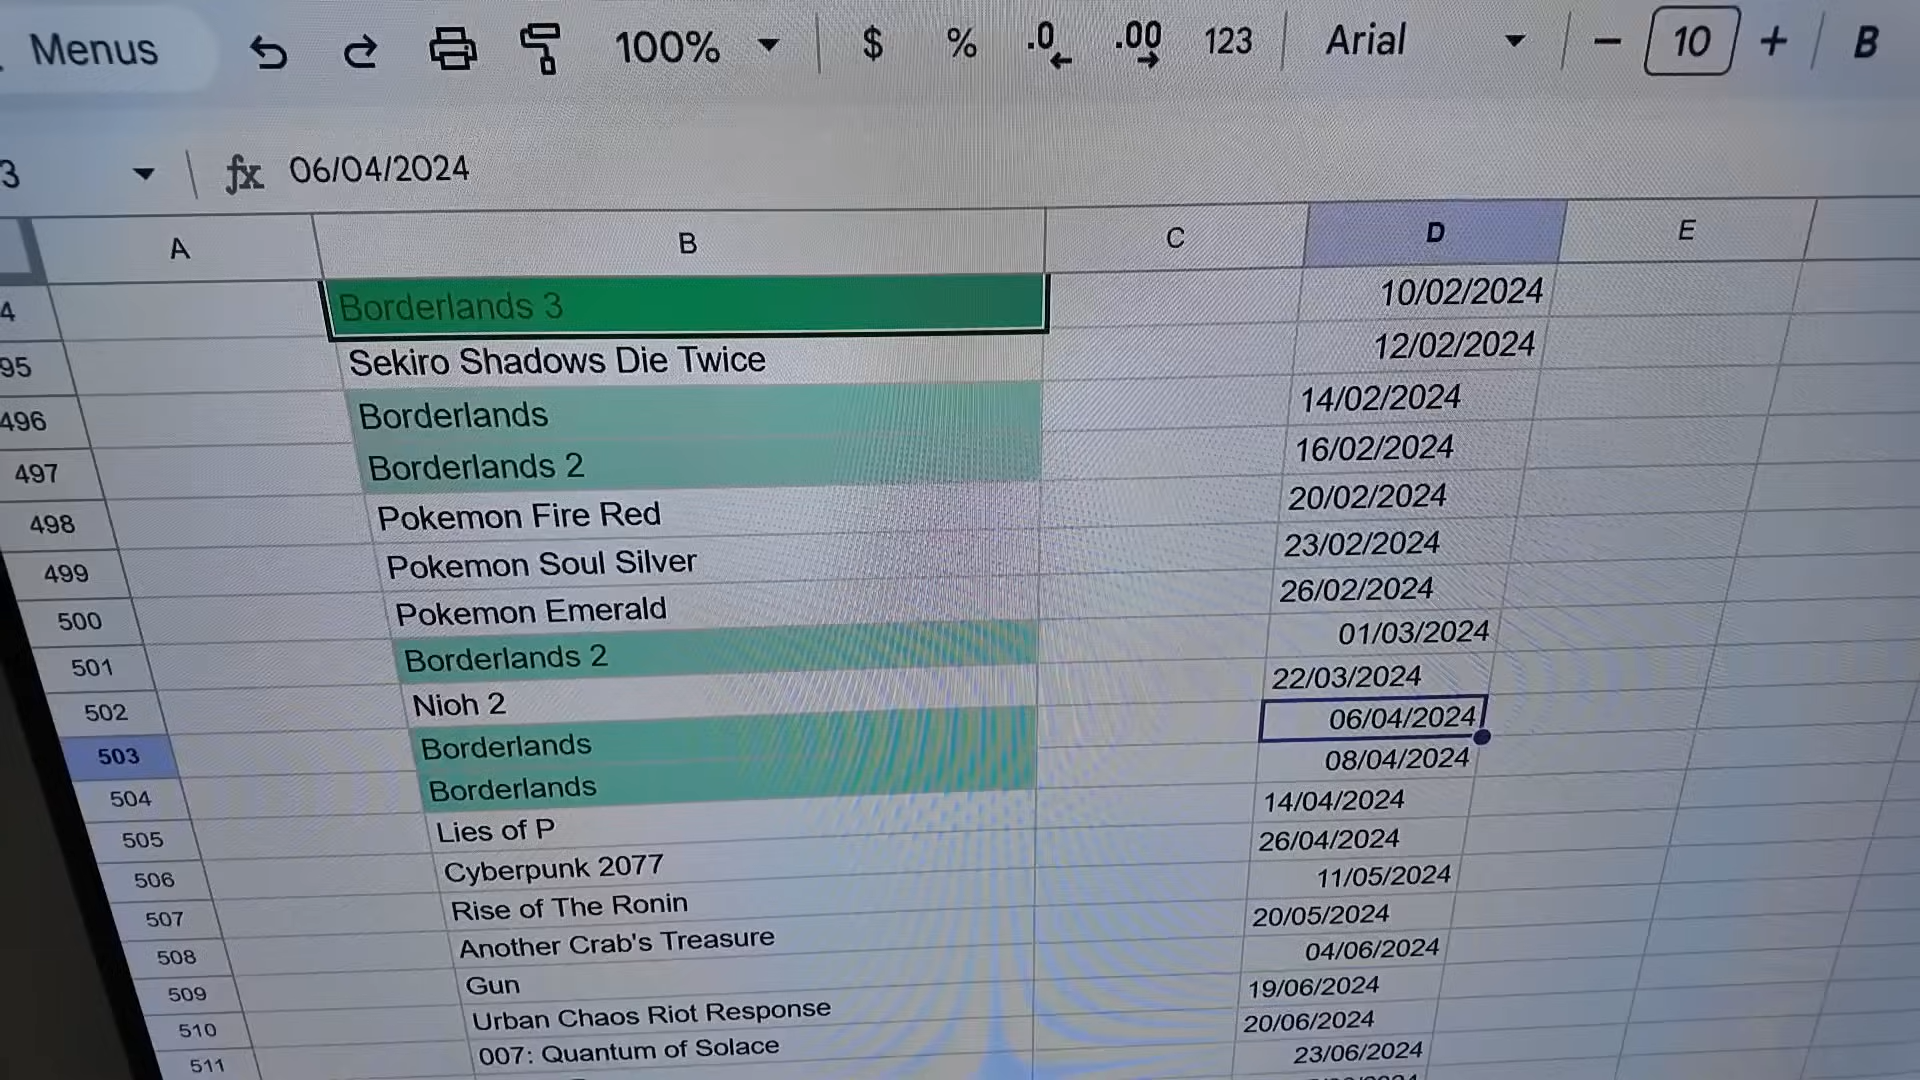 Menus 100% $ % .0 .00 123 Arial − 10 + B
3 fx 06/04/2024
A B C D E
4 Borderlands 3 10/02/2024
95 Sekiro Shadows Die Twice 12/02/2024
496 Borderlands 14/02/2024
497 Borderlands 2 16/02/2024
498 Pokemon Fire Red 20/02/2024
499 Pokemon Soul Silver 23/02/2024
500 Pokemon Emerald 26/02/2024
501 Borderlands 2 01/03/2024
502 Nioh 2 22/03/2024
503 Borderlands 06/04/2024
504 Borderlands 08/04/2024
505 Lies of P 14/04/2024
506 Cyberpunk 2077 26/04/2024
507 Rise of The Ronin 11/05/2024
508 Another Crab's Treasure 20/05/2024
509 Gun 04/06/2024
510 Urban Chaos Riot Response 19/06/2024
511 007: Quantum of Solace 20/06/2024
23/06/2024